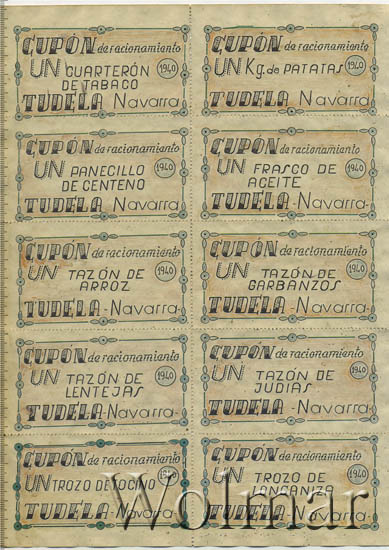 CUPÓN de racionamiento
UN CUARTERÓN 1940
DE TABACO
TUDELA Navarra
CUPÓN de racionamiento
UN Kg. de PATATAS 1940
TUDELA Navarra
CUPÓN de racionamiento
UN PANECILLO 1940
DE CENTENO
TUDELA Navarra
CUPÓN de racionamiento
UN FRASCO DE 1940
ACEITE
TUDELA Navarra
CUPÓN de racionamiento
UN TAZÓN DE 1940
ARROZ
TUDELA - Navarra
CUPÓN de racionamiento
UN TAZÓN DE 1940
GARBANZOS
TUDELA - Navarra
CUPÓN de racionamiento
UN TAZÓN DE 1940
LENTEJAS
TUDELA - Navarra
CUPÓN de racionamiento
UN TAZÓN DE 1940
JUDIAS
TUDELA - Navarra
CUPÓN de racionamiento
UN TROZO DE TOCINO 1940
TUDELA - Navarra
CUPÓN de racionamiento
UN TROZO DE 1940
LONGANIZA
TUDELA - Navarra
Wolmar